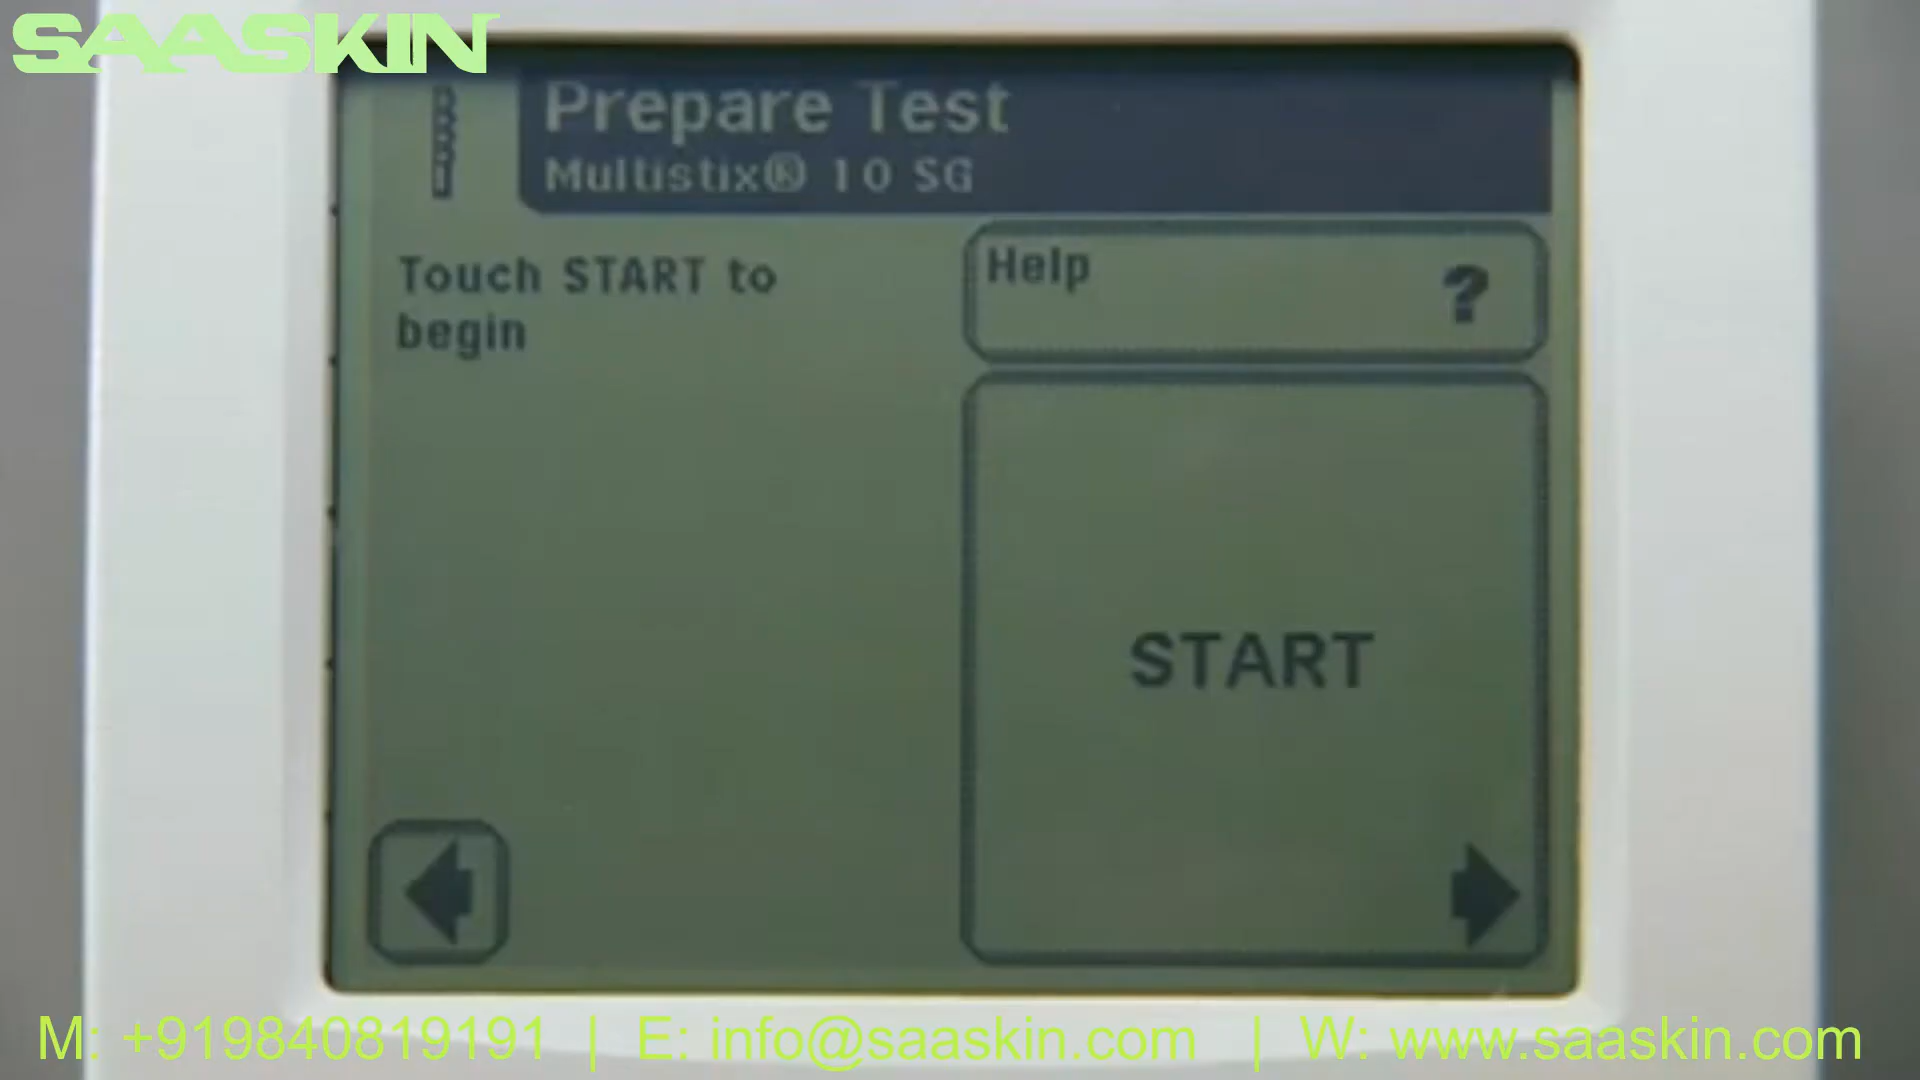 SAASKIN
Prepare Test
Multistix® 10 SG
Touch START to
begin
Help ?
START
M: +919840819191 | E: info@saaskin.com | W: www.saaskin.com